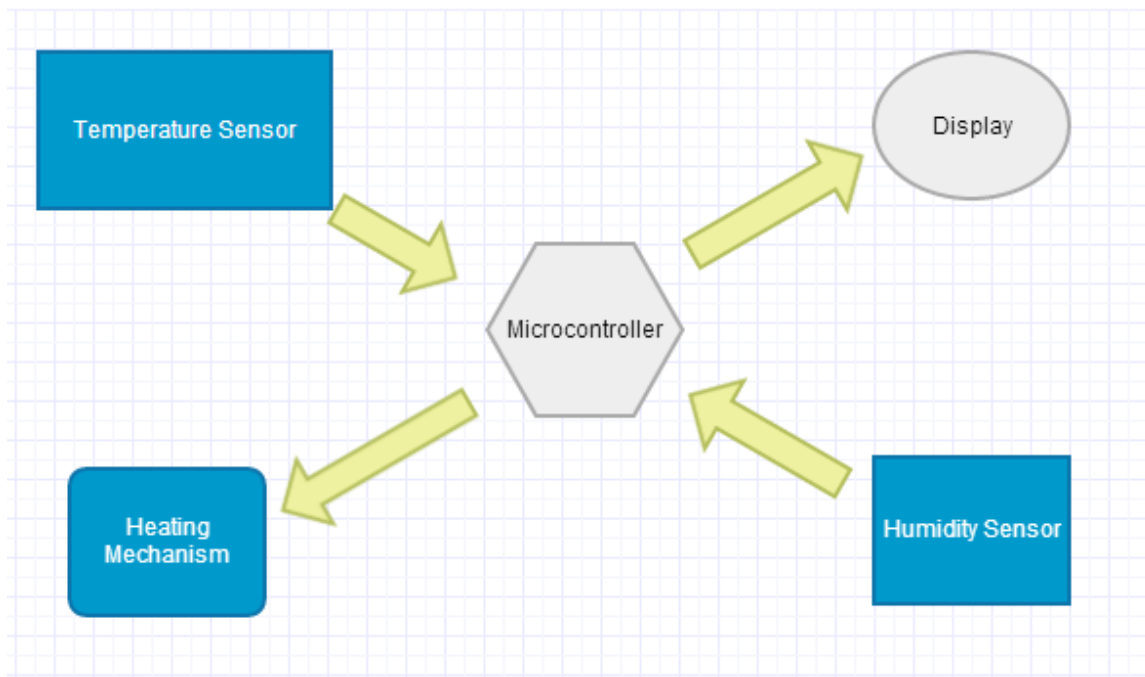 Temperature Sensor
Display
Microcontroller
Heating
Mechanism
Humidity Sensor